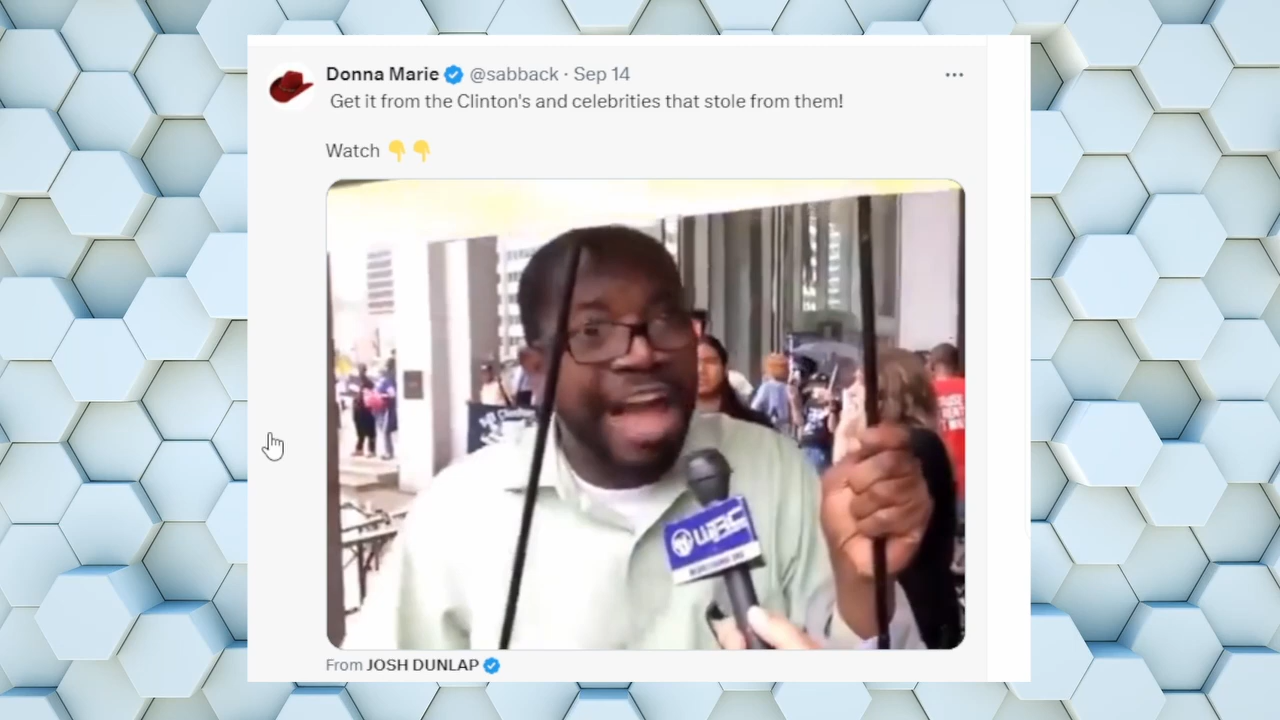 Donna Marie @sabback · Sep 14
Get it from the Clinton's and celebrities that stole from them!
Watch 👇👇
WBC
From JOSH DUNLAP